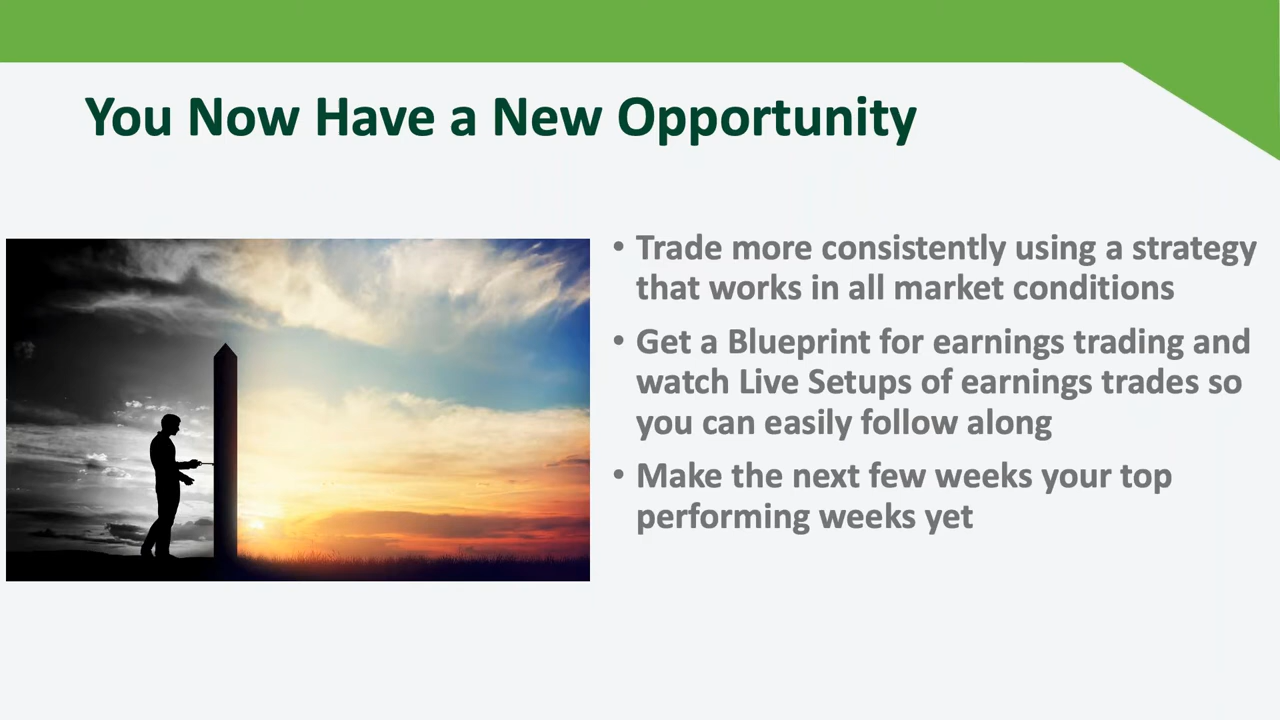 You Now Have a New Opportunity
• Trade more consistently using a strategy
that works in all market conditions
• Get a Blueprint for earnings trading and
watch Live Setups of earnings trades so
you can easily follow along
• Make the next few weeks your top
performing weeks yet